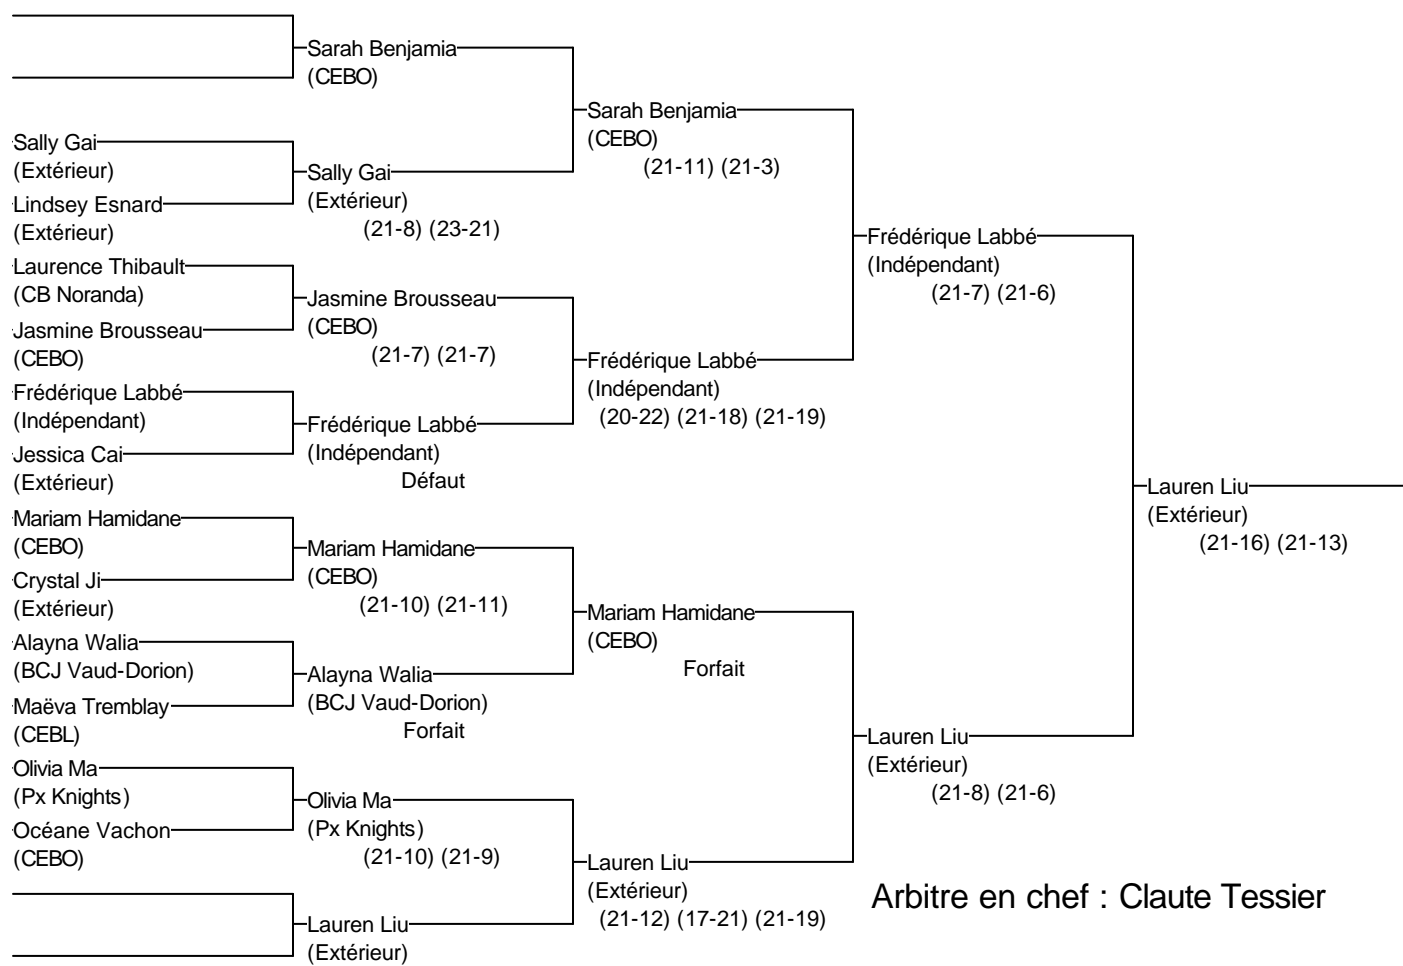 Sarah Benjamia
(CEBO)
Sarah Benjamia
(CEBO)
(21-11) (21-3)
Sally Gai
(Extérieur)
Sally Gai
(Extérieur)
(21-8) (23-21)
Lindsey Esnard
(Extérieur)
Frédérique Labbé
(Indépendant)
(21-7) (21-6)
Laurence Thibault
(CB Noranda)
Jasmine Brousseau
(CEBO)
(21-7) (21-7)
Jasmine Brousseau
(CEBO)
Frédérique Labbé
(Indépendant)
(20-22) (21-18) (21-19)
Frédérique Labbé
(Indépendant)
Frédérique Labbé
(Indépendant)
Défaut
Jessica Cai
(Extérieur)
Lauren Liu
(Extérieur)
(21-16) (21-13)
Mariam Hamidane
(CEBO)
Mariam Hamidane
(CEBO)
(21-10) (21-11)
Crystal Ji
(Extérieur)
Mariam Hamidane
(CEBO)
Forfait
Alayna Walia
(BCJ Vaud-Dorion)
Alayna Walia
(BCJ Vaud-Dorion)
Forfait
Maëva Tremblay
(CEBL)
Lauren Liu
(Extérieur)
(21-8) (21-6)
Olivia Ma
(Px Knights)
Olivia Ma
(Px Knights)
(21-10) (21-9)
Océane Vachon
(CEBO)
Lauren Liu
(Extérieur)
(21-12) (17-21) (21-19)
Arbitre en chef : Claute Tessier
Lauren Liu
(Extérieur)